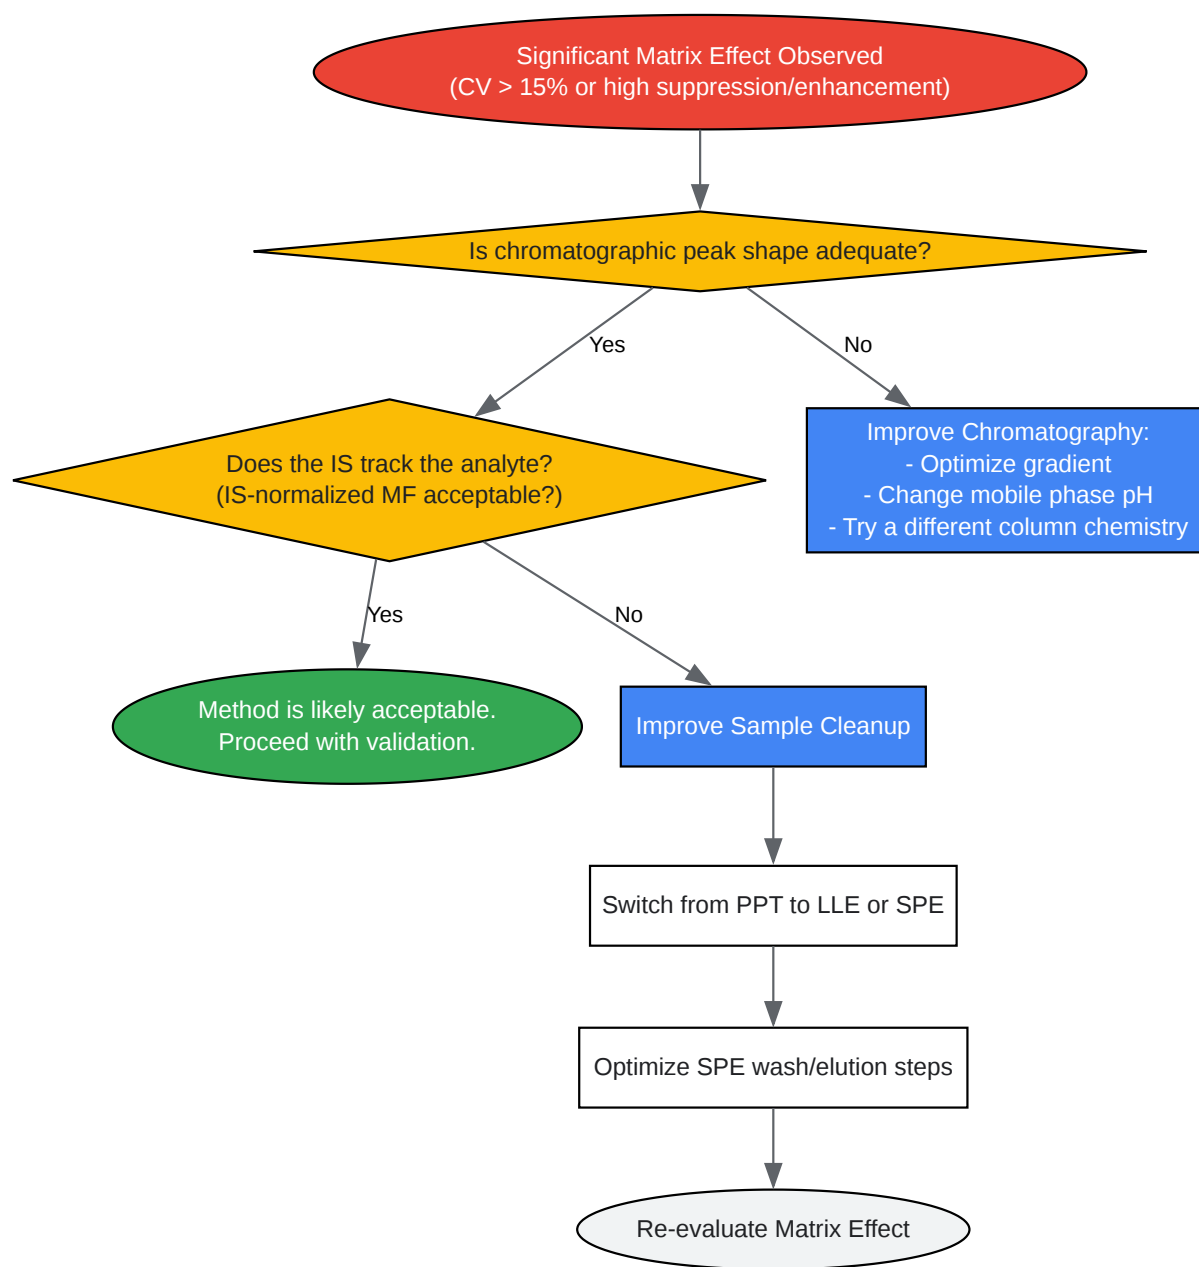 Significant Matrix Effect Observed
(CV > 15% or high suppression/enhancement)
Is chromatographic peak shape adequate?
Yes
No
Does the IS track the analyte?
(IS-normalized MF acceptable?)
Improve Chromatography:
- Optimize gradient
- Change mobile phase pH
- Try a different column chemistry
Yes
No
Method is likely acceptable.
Proceed with validation.
Improve Sample Cleanup
Switch from PPT to LLE or SPE
Optimize SPE wash/elution steps
Re-evaluate Matrix Effect